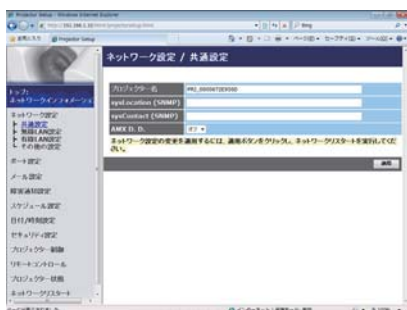 Projector Setup - Windows Internet Explorer
Projector Setup
ネットワーク設定 / 共通設定
トップ:
ネットワークインフォメーション
ネットワーク設定
共通設定
無線LAN設定
有線LAN設定
その他の設定
ポート設定
メール設定
障害通知設定
スケジュール設定
日付/時刻設定
セキュリティ設定
プロジェクター制御
リモートコントロール
プロジェクター状態
ネットワークリスタート
プロジェクター名
sysLocation (SNMP)
sysContact (SNMP)
AMX D. D.
オフ
ネットワーク設定の変更を適用するには、適用ボタンをクリックし、ネットワークリスタートを実行してください。
適用